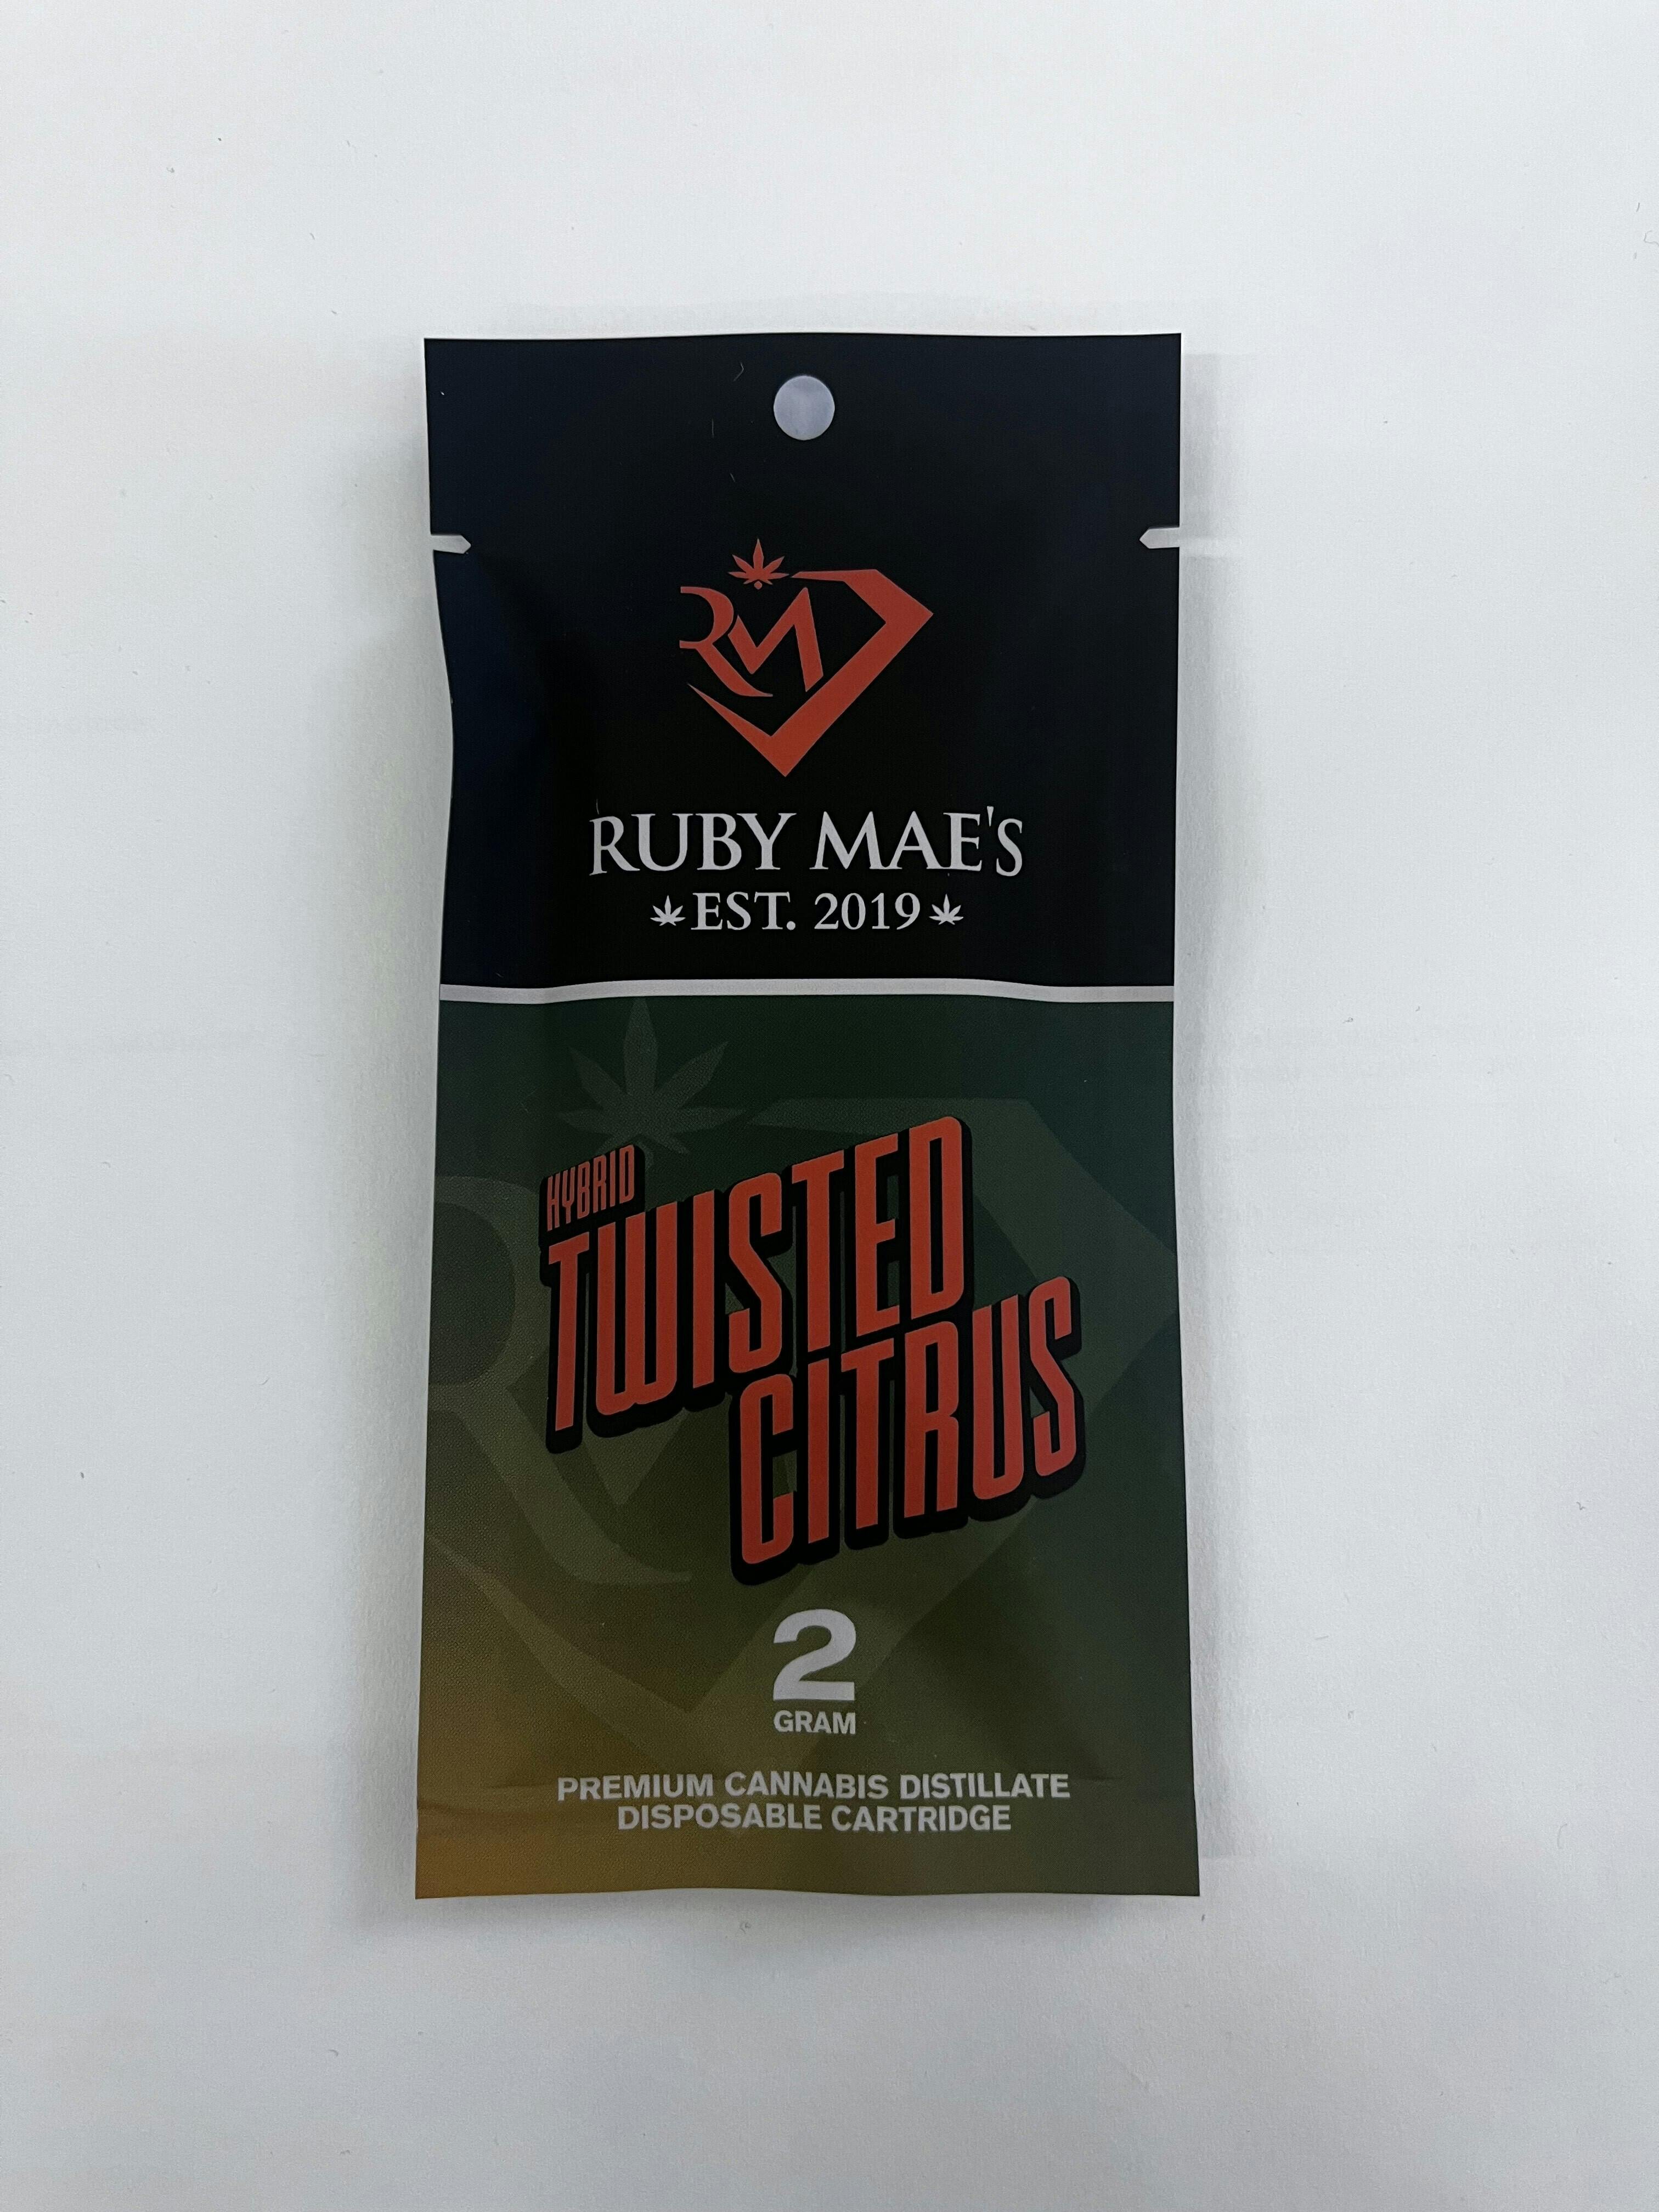 RM
RUBY MAE'S
EST. 2019
HYBRID
TWISTED
CITRUS
2
GRAM
PREMIUM CANNABIS DISTILLATE
DISPOSABLE CARTRIDGE